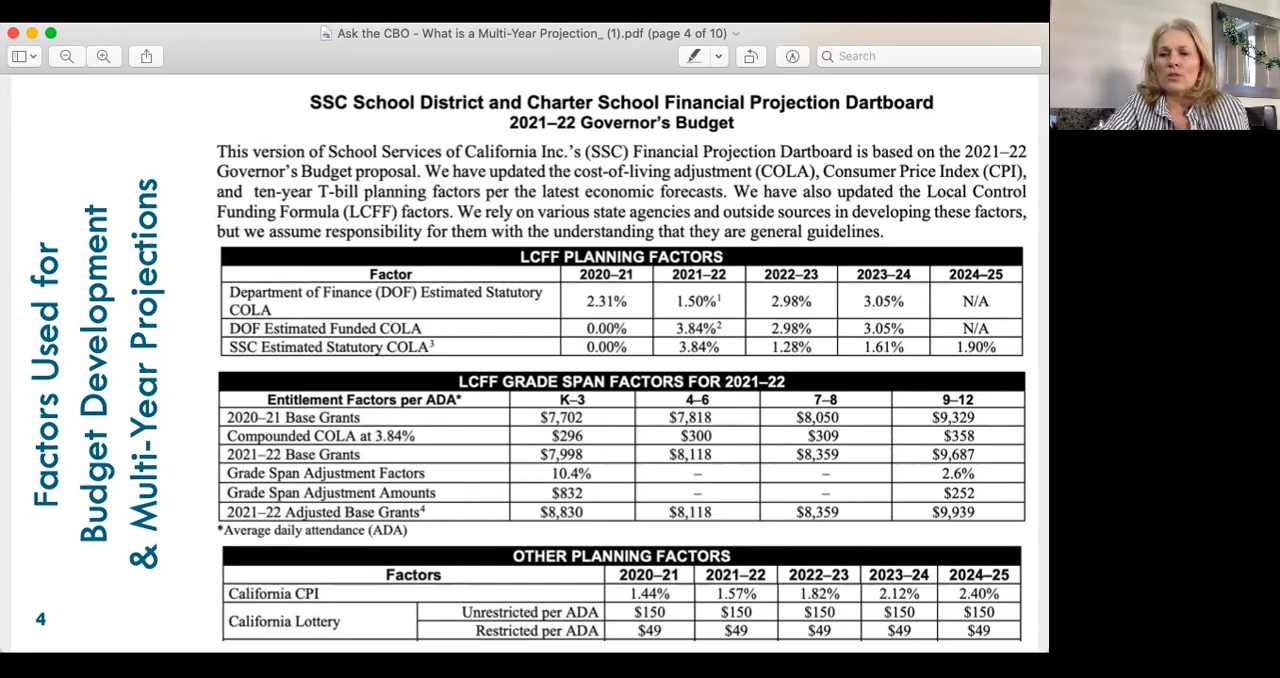 Ask the CBO - What is a Multi-Year Projection_ (1).pdf (page 4 of 10)
Search
Factors Used for
Budget Development
& Multi-Year Projections
4
SSC School District and Charter School Financial Projection Dartboard
2021–22 Governor's Budget
This version of School Services of California Inc.'s (SSC) Financial Projection Dartboard is based on the 2021–22
Governor's Budget proposal. We have updated the cost-of-living adjustment (COLA), Consumer Price Index (CPI),
and ten-year T-bill planning factors per the latest economic forecasts. We have also updated the Local Control
Funding Formula (LCFF) factors. We rely on various state agencies and outside sources in developing these factors,
but we assume responsibility for them with the understanding that they are general guidelines.
LCFF PLANNING FACTORS
Factor 2020–21 2021–22 2022–23 2023–24 2024–25
Department of Finance (DOF) Estimated Statutory
COLA 2.31% 1.50%¹ 2.98% 3.05% N/A
DOF Estimated Funded COLA 0.00% 3.84%² 2.98% 3.05% N/A
SSC Estimated Statutory COLA³ 0.00% 3.84% 1.28% 1.61% 1.90%
LCFF GRADE SPAN FACTORS FOR 2021–22
Entitlement Factors per ADA* K–3 4–6 7–8 9–12
2020–21 Base Grants $7,702 $7,818 $8,050 $9,329
Compounded COLA at 3.84% $296 $300 $309 $358
2021–22 Base Grants $7,998 $8,118 $8,359 $9,687
Grade Span Adjustment Factors 10.4% – – 2.6%
Grade Span Adjustment Amounts $832 – – $252
2021–22 Adjusted Base Grants⁴ $8,830 $8,118 $8,359 $9,939
*Average daily attendance (ADA)
OTHER PLANNING FACTORS
Factors 2020–21 2021–22 2022–23 2023–24 2024–25
California CPI 1.44% 1.57% 1.82% 2.12% 2.40%
California Lottery Unrestricted per ADA $150 $150 $150 $150 $150
Restricted per ADA $49 $49 $49 $49 $49